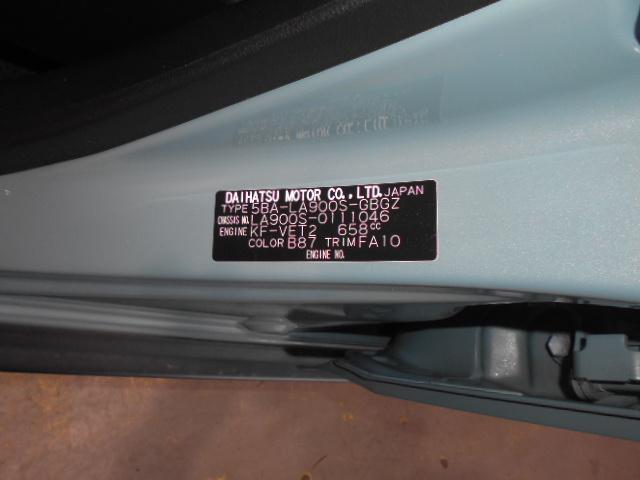 DAIHATSU MOTOR CO., LTD. JAPAN
TYPE 5BA-LA900S-GBGZ
CHASSIS NO. LA900S-0111046
ENGINE KF-VET2 658cc
COLOR B87 TRIM FA10
ENGINE NO.